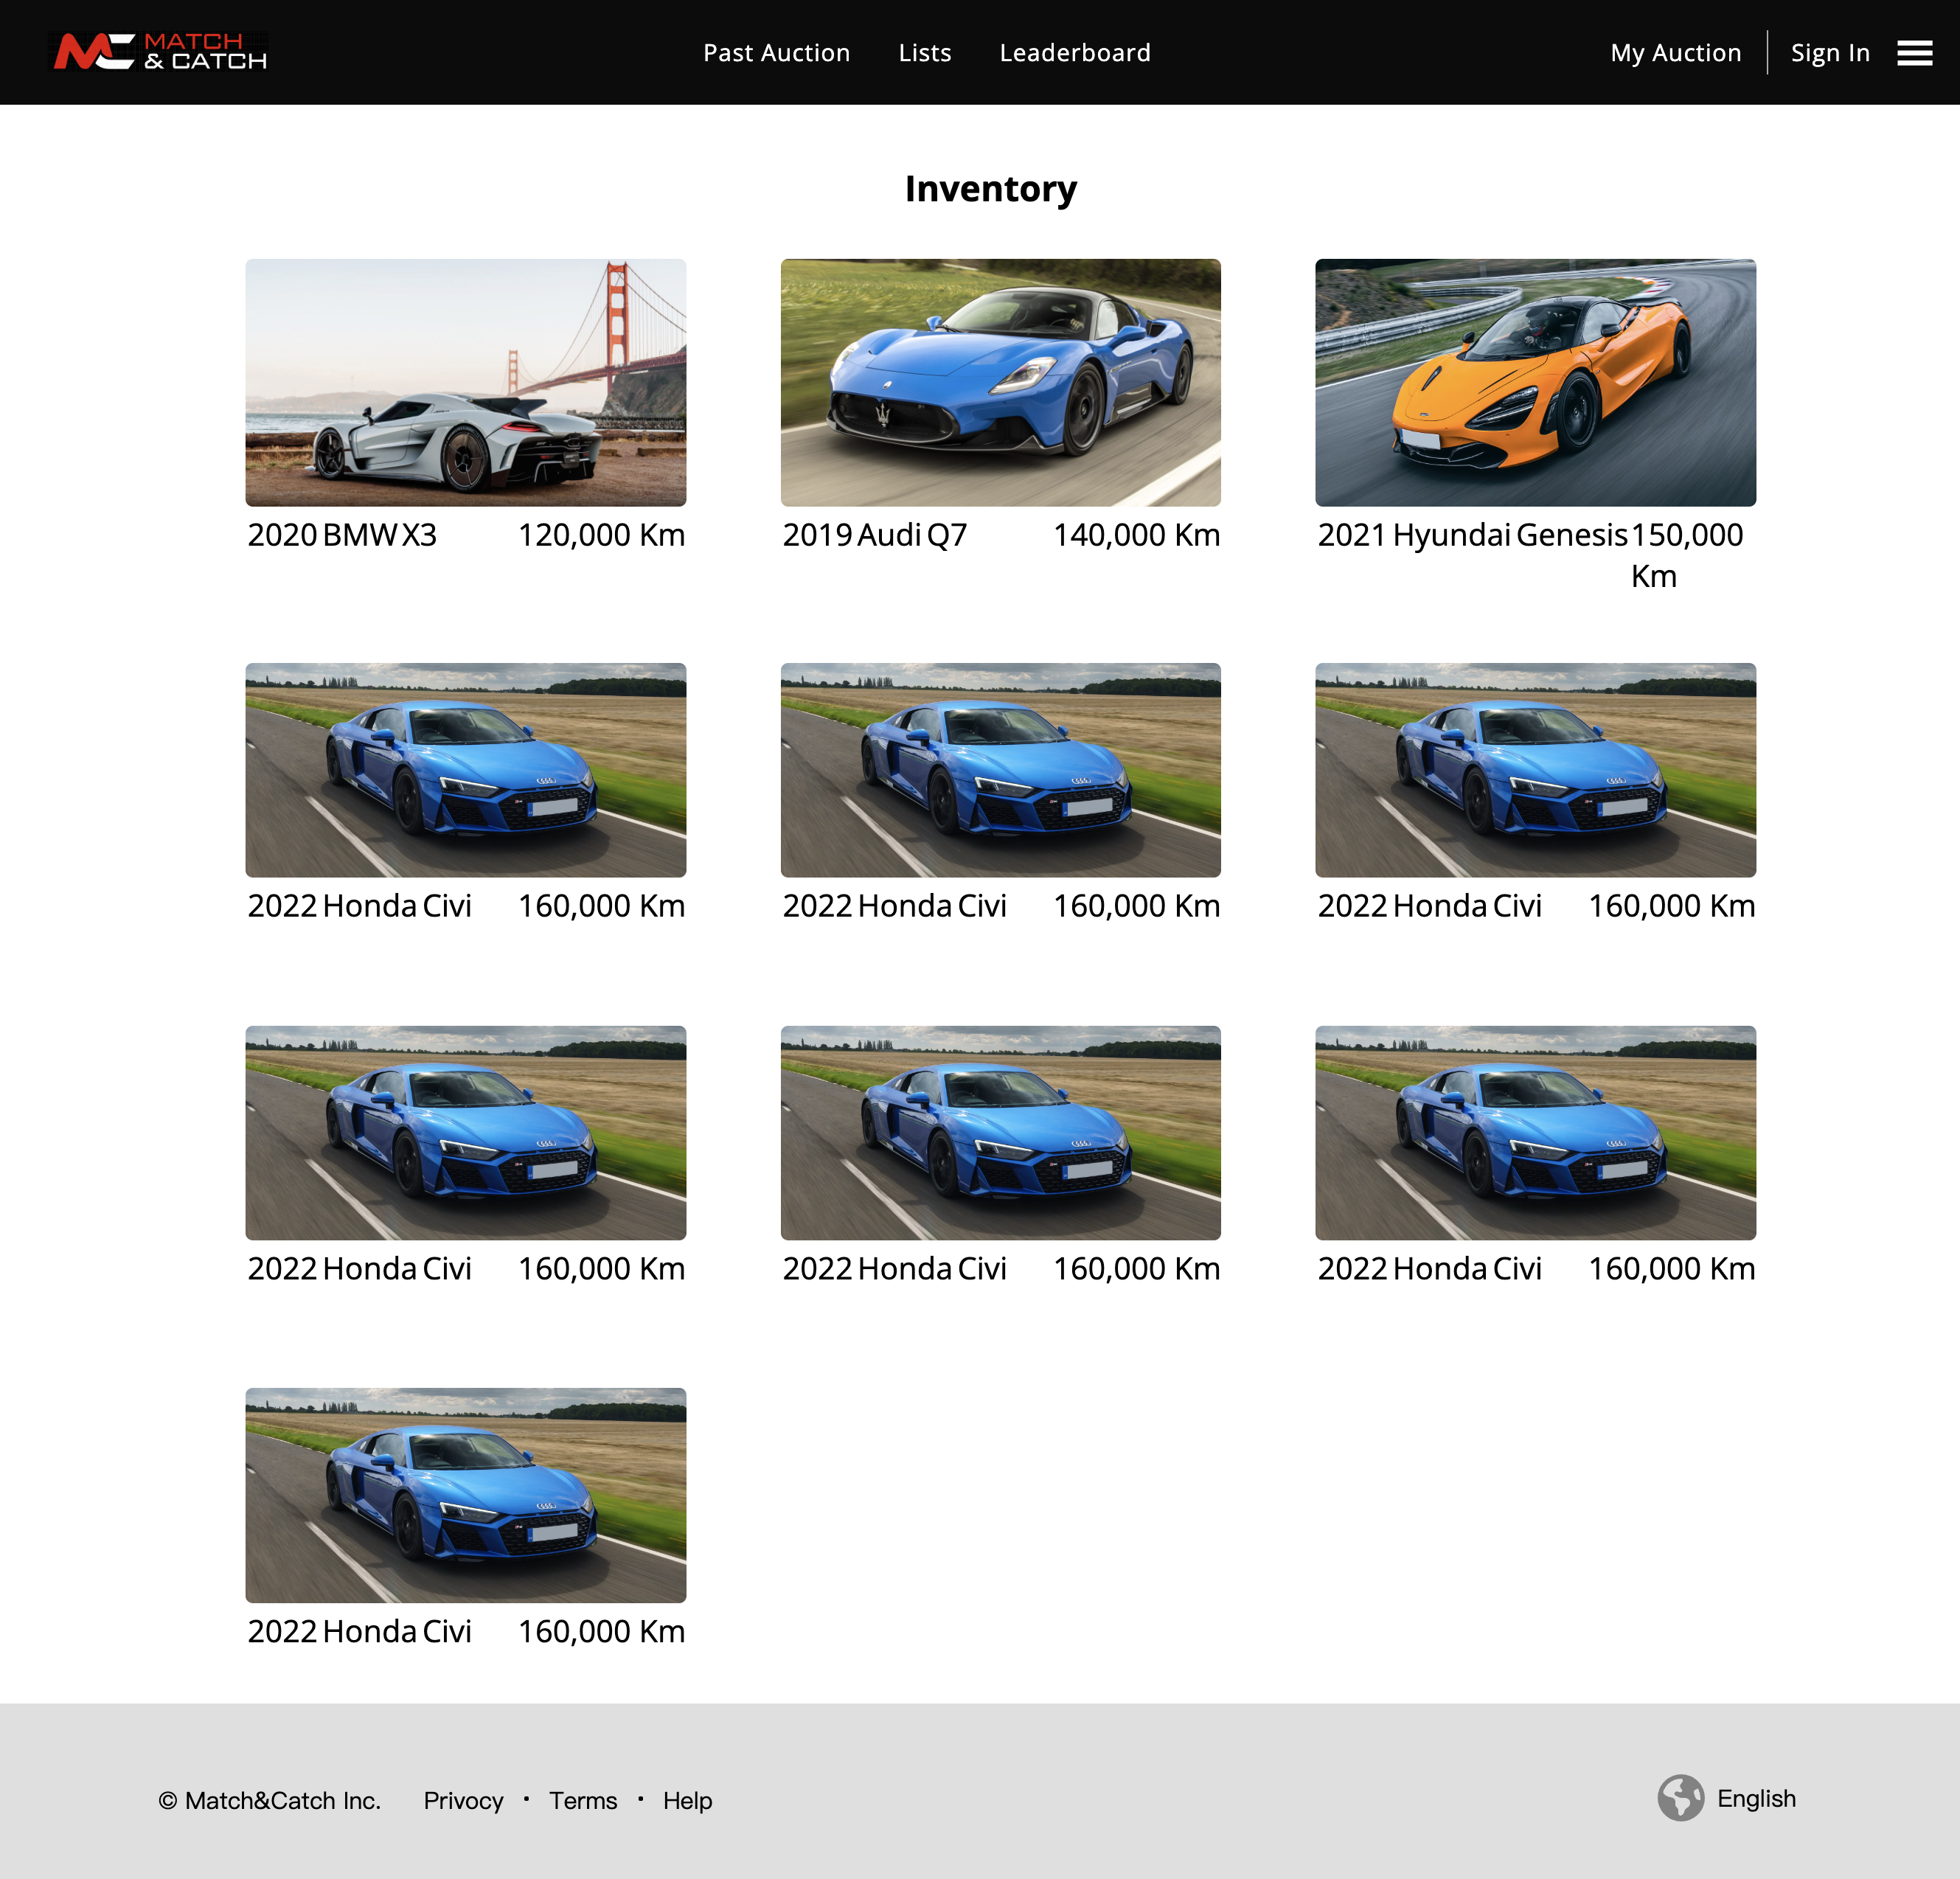 MATCH
& CATCH
Past Auction
Lists
Leaderboard
My Auction
Sign In
Inventory
2020 BMW X3 120,000 Km
2019 Audi Q7 140,000 Km
2021 Hyundai Genesis 150,000
Km
2022 Honda Civi 160,000 Km
2022 Honda Civi 160,000 Km
2022 Honda Civi 160,000 Km
2022 Honda Civi 160,000 Km
2022 Honda Civi 160,000 Km
2022 Honda Civi 160,000 Km
2022 Honda Civi 160,000 Km
© Match&Catch Inc. Privocy · Terms · Help
English